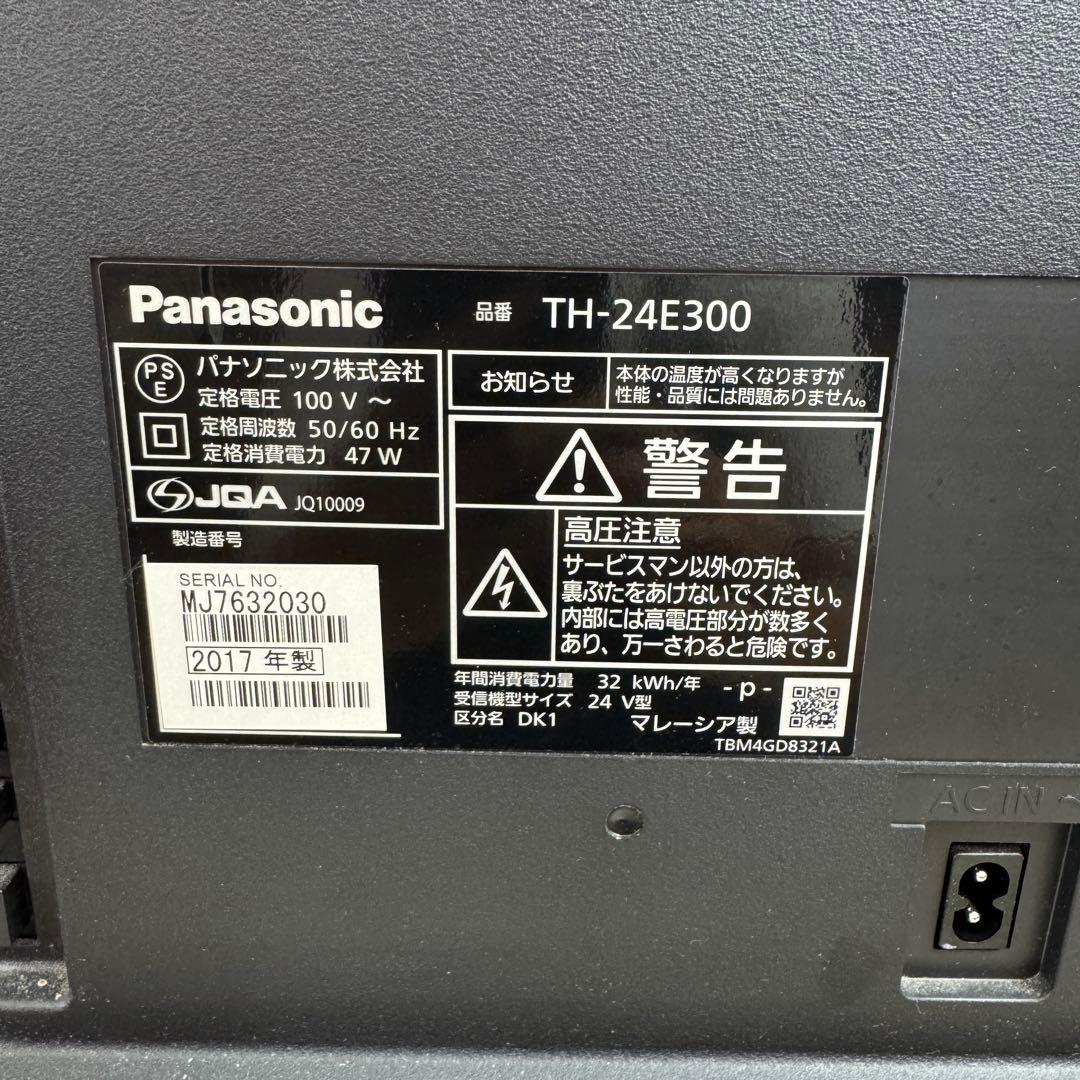 Panasonic
品番 TH-24E300
PS
E
パナソニック株式会社
定格電圧 100 V ～
定格周波数 50/60 Hz
定格消費電力 47 W
JQA JQ10009
製造番号
SERIAL NO.
MJ7632030
2017 年製
お知らせ
本体の温度が高くなりますが
性能・品質には問題ありません。
警告
高圧注意
サービスマン以外の方は、
裏ぶたをあけないでください。
内部には高電圧部分が数多く
あり、万一さわると危険です。
年間消費電力量 32 kWh/年 -p-
受信機型サイズ 24 V型
区分名 DK1 マレーシア製
TBM4GD8321A
AC IN ～